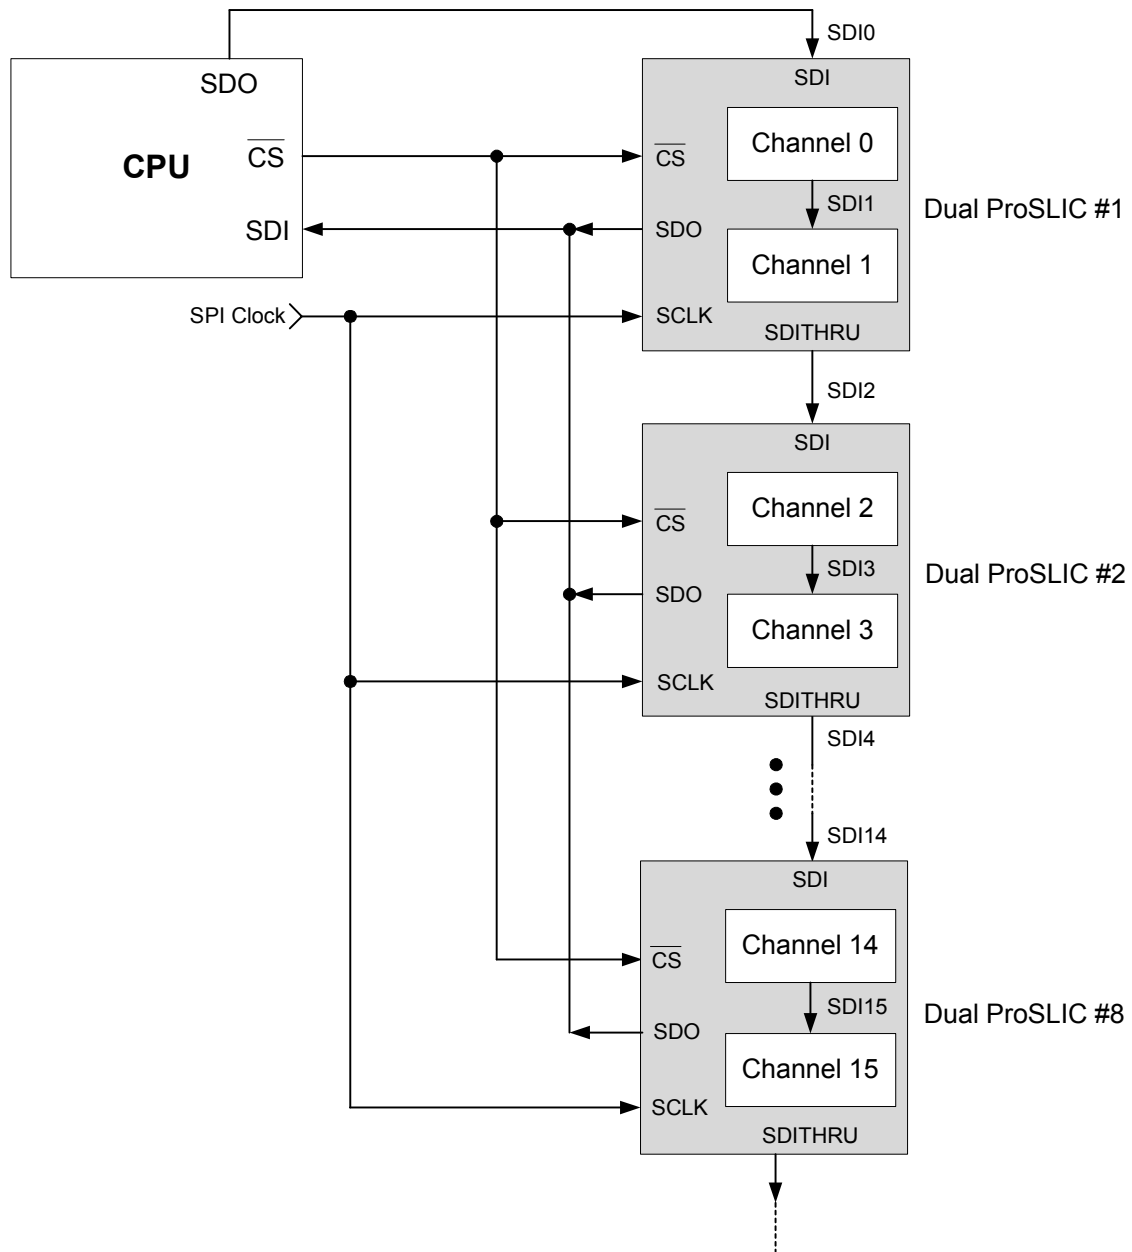 SDI0
SDO
CPU
CS
SDI
SPI Clock
SDI
Channel 0
CS
SDI1
SDO
Channel 1
SCLK
SDITHRU
Dual ProSLIC #1
SDI2
SDI
Channel 2
CS
SDI3
SDO
Channel 3
SCLK
SDITHRU
Dual ProSLIC #2
SDI4
SDI14
SDI
Channel 14
CS
SDI15
SDO
Channel 15
SCLK
SDITHRU
Dual ProSLIC #8